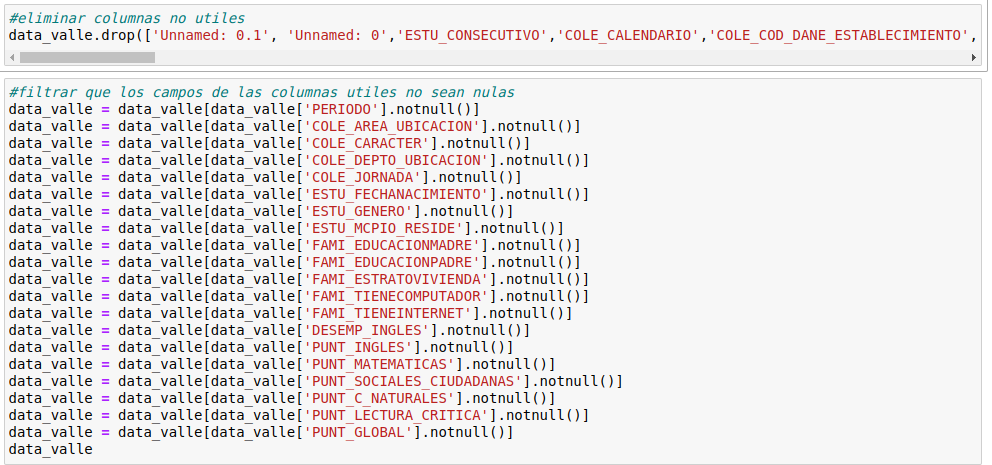 #eliminar columnas no utiles
data_valle.drop(['Unnamed: 0.1', 'Unnamed: 0','ESTU_CONSECUTIVO','COLE_CALENDARIO','COLE_COD_DANE_ESTABLECIMIENTO',
#filtrar que los campos de las columnas utiles no sean nulas
data_valle = data_valle[data_valle['PERIODO'].notnull()]
data_valle = data_valle[data_valle['COLE_AREA_UBICACION'].notnull()]
data_valle = data_valle[data_valle['COLE_CARACTER'].notnull()]
data_valle = data_valle[data_valle['COLE_DEPTO_UBICACION'].notnull()]
data_valle = data_valle[data_valle['COLE_JORNADA'].notnull()]
data_valle = data_valle[data_valle['ESTU_FECHANACIMIENTO'].notnull()]
data_valle = data_valle[data_valle['ESTU_GENERO'].notnull()]
data_valle = data_valle[data_valle['ESTU_MCPIO_RESIDE'].notnull()]
data_valle = data_valle[data_valle['FAMI_EDUCACIONMADRE'].notnull()]
data_valle = data_valle[data_valle['FAMI_EDUCACIONPADRE'].notnull()]
data_valle = data_valle[data_valle['FAMI_ESTRATOVIVIENDA'].notnull()]
data_valle = data_valle[data_valle['FAMI_TIENECOMPUTADOR'].notnull()]
data_valle = data_valle[data_valle['FAMI_TIENEINTERNET'].notnull()]
data_valle = data_valle[data_valle['DESEMP_INGLES'].notnull()]
data_valle = data_valle[data_valle['PUNT_INGLES'].notnull()]
data_valle = data_valle[data_valle['PUNT_MATEMATICAS'].notnull()]
data_valle = data_valle[data_valle['PUNT_SOCIALES_CIUDADANAS'].notnull()]
data_valle = data_valle[data_valle['PUNT_C_NATURALES'].notnull()]
data_valle = data_valle[data_valle['PUNT_LECTURA_CRITICA'].notnull()]
data_valle = data_valle[data_valle['PUNT_GLOBAL'].notnull()]
data_valle